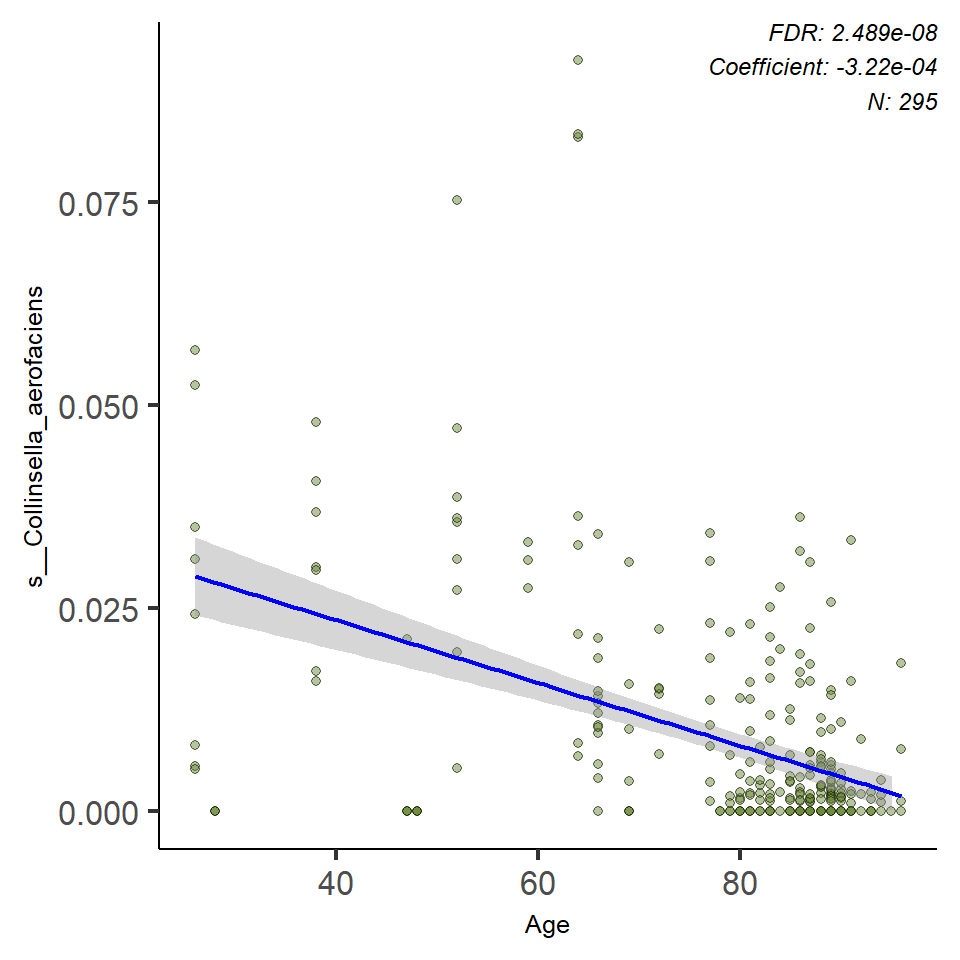 FDR: 2.489e-08
Coefficient: -3.22e-04
N: 295
s__Collinsella_aerofaciens
0.075
0.050
0.025
0.000
40 60 80
Age